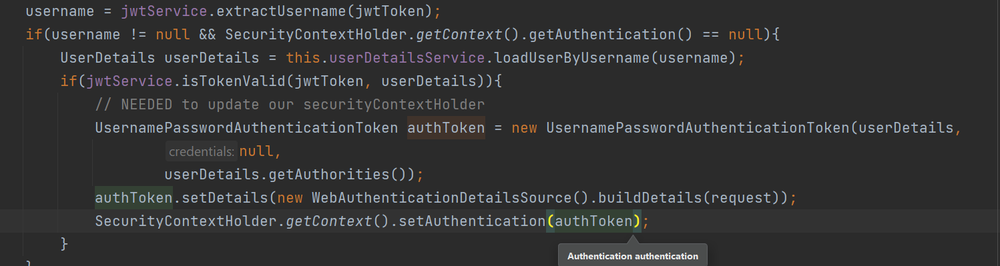 username = jwtService.extractUsername(jwtToken);
if(username != null && SecurityContextHolder.getContext().getAuthentication() == null){
UserDetails userDetails = this.userDetailsService.loadUserByUsername(username);
if(jwtService.isTokenValid(jwtToken, userDetails)){
// NEEDED to update our securityContextHolder
UsernamePasswordAuthenticationToken authToken = new UsernamePasswordAuthenticationToken(userDetails,
credentials: null,
userDetails.getAuthorities());
authToken.setDetails(new WebAuthenticationDetailsSource().buildDetails(request));
SecurityContextHolder.getContext().setAuthentication(authToken);
}
Authentication authentication